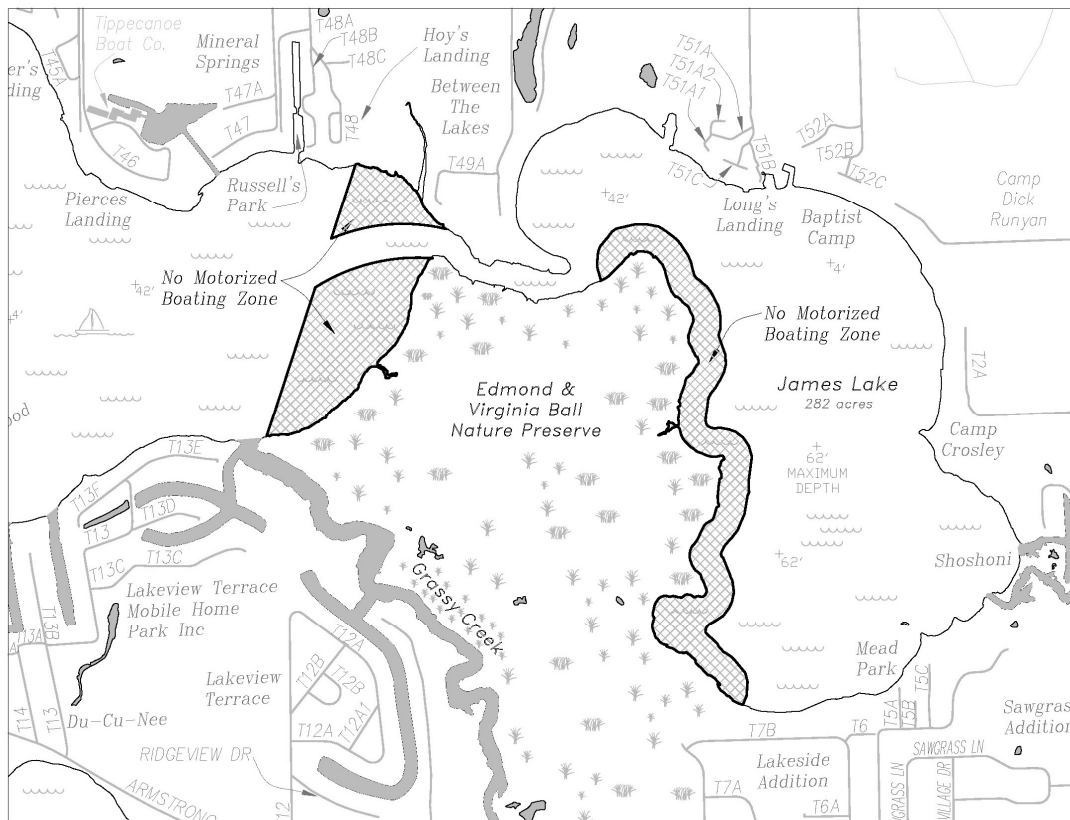 Tippecanoe
Boat Co.
Mineral
Springs
T48A
T48B
T48C
Hoy's
Landing
T51A
T51A2
T51A1
T45A
er's
ding
T47A
T47
T48
Between
The
Lakes
T46
T49A
T51B
T51C
T52A
T52B
T52C
Pierces
Landing
Russell's
Park
42'
Long's
Landing
Baptist
Camp
Camp
Dick
Runyan
No Motorized
Boating Zone
42'
4'
4'
No Motorized
Boating Zone
James Lake
282 acres
T2A
Edmond &
Virginia Ball
Nature Preserve
ood
T13E
T13F
T13
T13D
T13C
T13C
62'
MAXIMUM
DEPTH
Camp
Crosley
62'
Shoshoni
Lakeview Terrace
Mobile Home
Park Inc
Grassy Creek
T13A
T13B
A
T12A
T12B
T12B
T12A1
T12A
Lakeview
Terrace
Mead
Park
T5C
T5A
T5B
T14
T13
Du-Cu-Nee
RIDGEVIEW DR
ARMSTRONG
T12
T7B
T6
SAWGRASS LN
Sawgrass
Addition
Lakeside
Addition
T7A
T6A
GRASS LN
VILLAGE DR